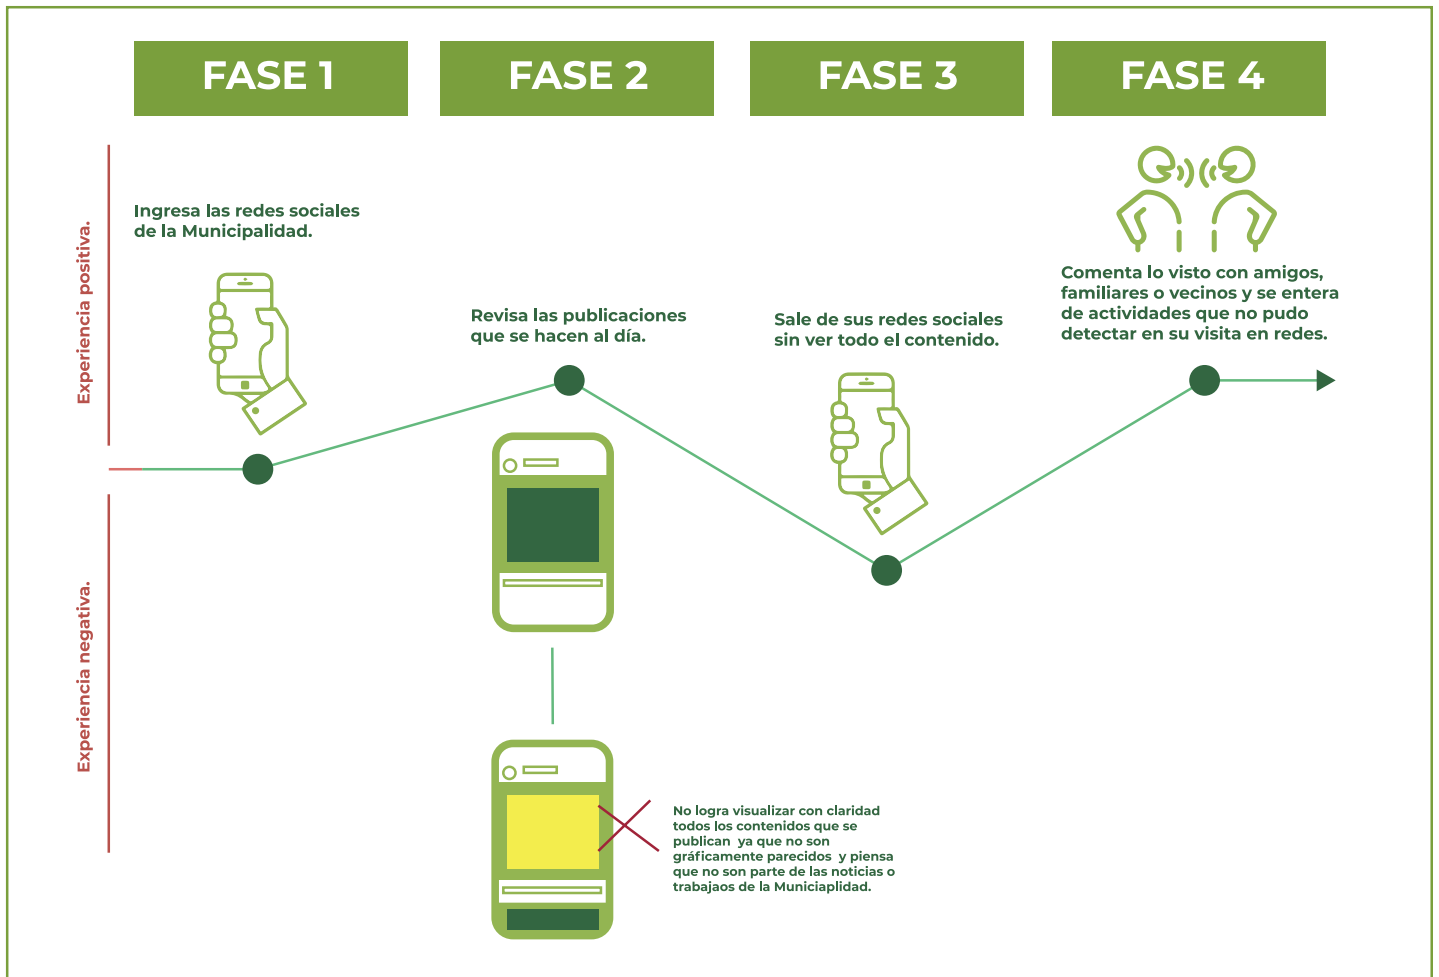 FASE 1
FASE 2
FASE 3
FASE 4
Experiencia positiva.
Ingresa las redes sociales
de la Municipalidad.
Revisa las publicaciones
que se hacen al día.
Sale de sus redes sociales
sin ver todo el contenido.
Comenta lo visto con amigos,
familiares o vecinos y se entera
de actividades que no pudo
detectar en su visita en redes.
Experiencia negativa.
No logra visualizar con claridad
todos los contenidos que se
publican ya que no son
gráficamente parecidos y piensa
que no son parte de las noticias o
trabajaos de la Municiaplidad.